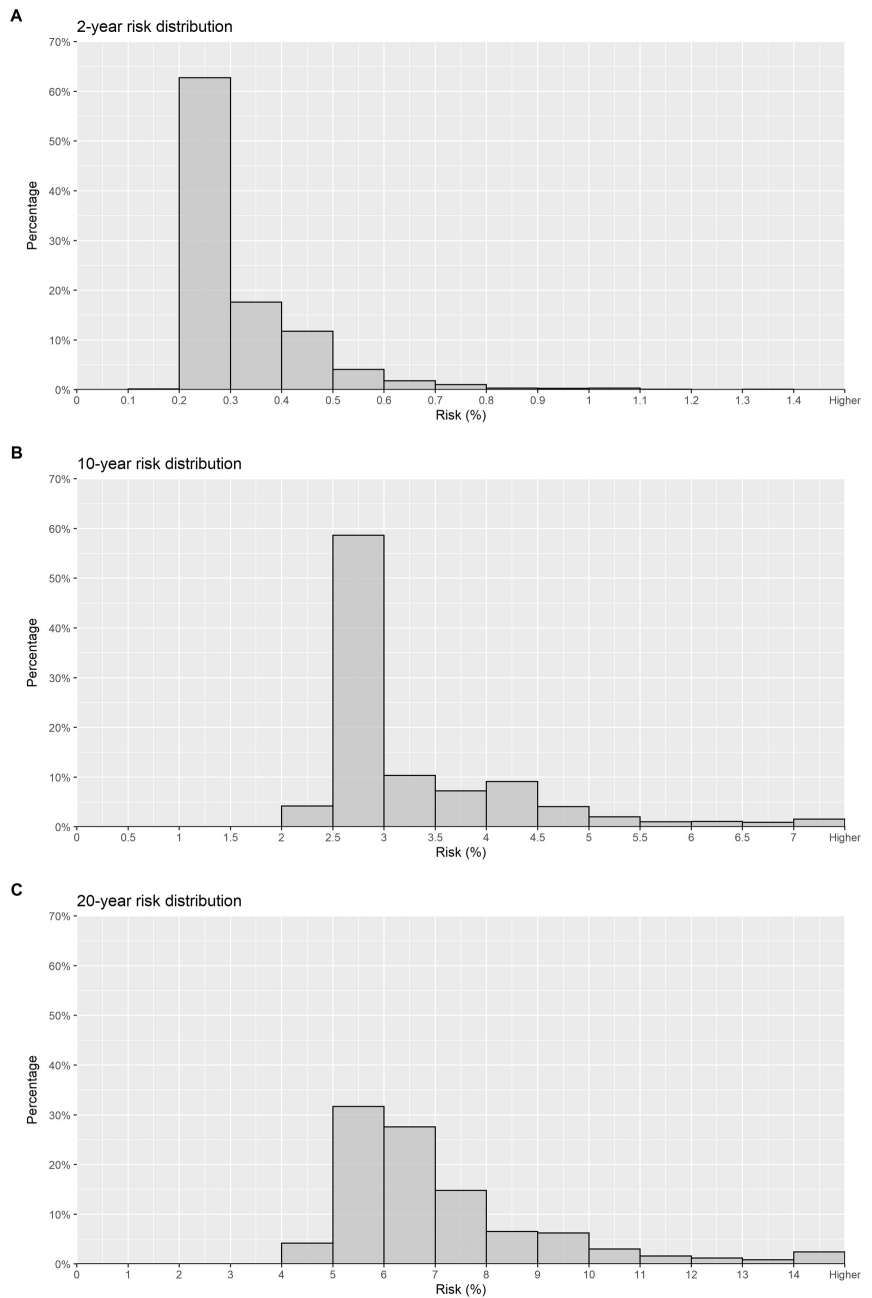 A
2-year risk distribution
70%
60%
50%
40%
30%
20%
10%
0%
Percentage
0 0.1 0.2 0.3 0.4 0.5 0.6 0.7 0.8 0.9 1 1.1 1.2 1.3 1.4 Higher
Risk (%)
B
10-year risk distribution
70%
60%
50%
40%
30%
20%
10%
0%
Percentage
0 0.5 1 1.5 2 2.5 3 3.5 4 4.5 5 5.5 6 6.5 7 Higher
Risk (%)
C
20-year risk distribution
70%
60%
50%
40%
30%
20%
10%
0%
Percentage
0 1 2 3 4 5 6 7 8 9 10 11 12 13 14 Higher
Risk (%)